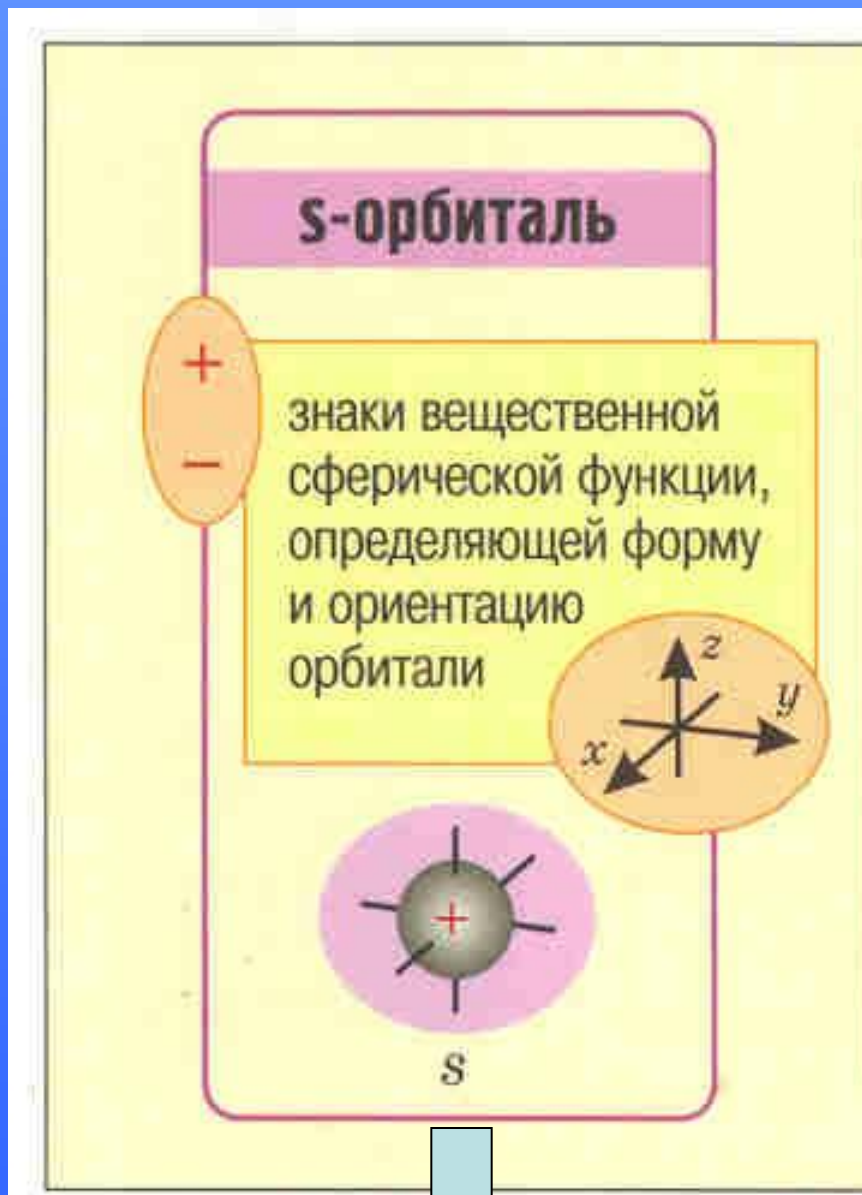 s-орбиталь
+
−
знаки вещественной
сферической функции,
определяющей форму
и ориентацию
орбитали
z
y
x
+
s